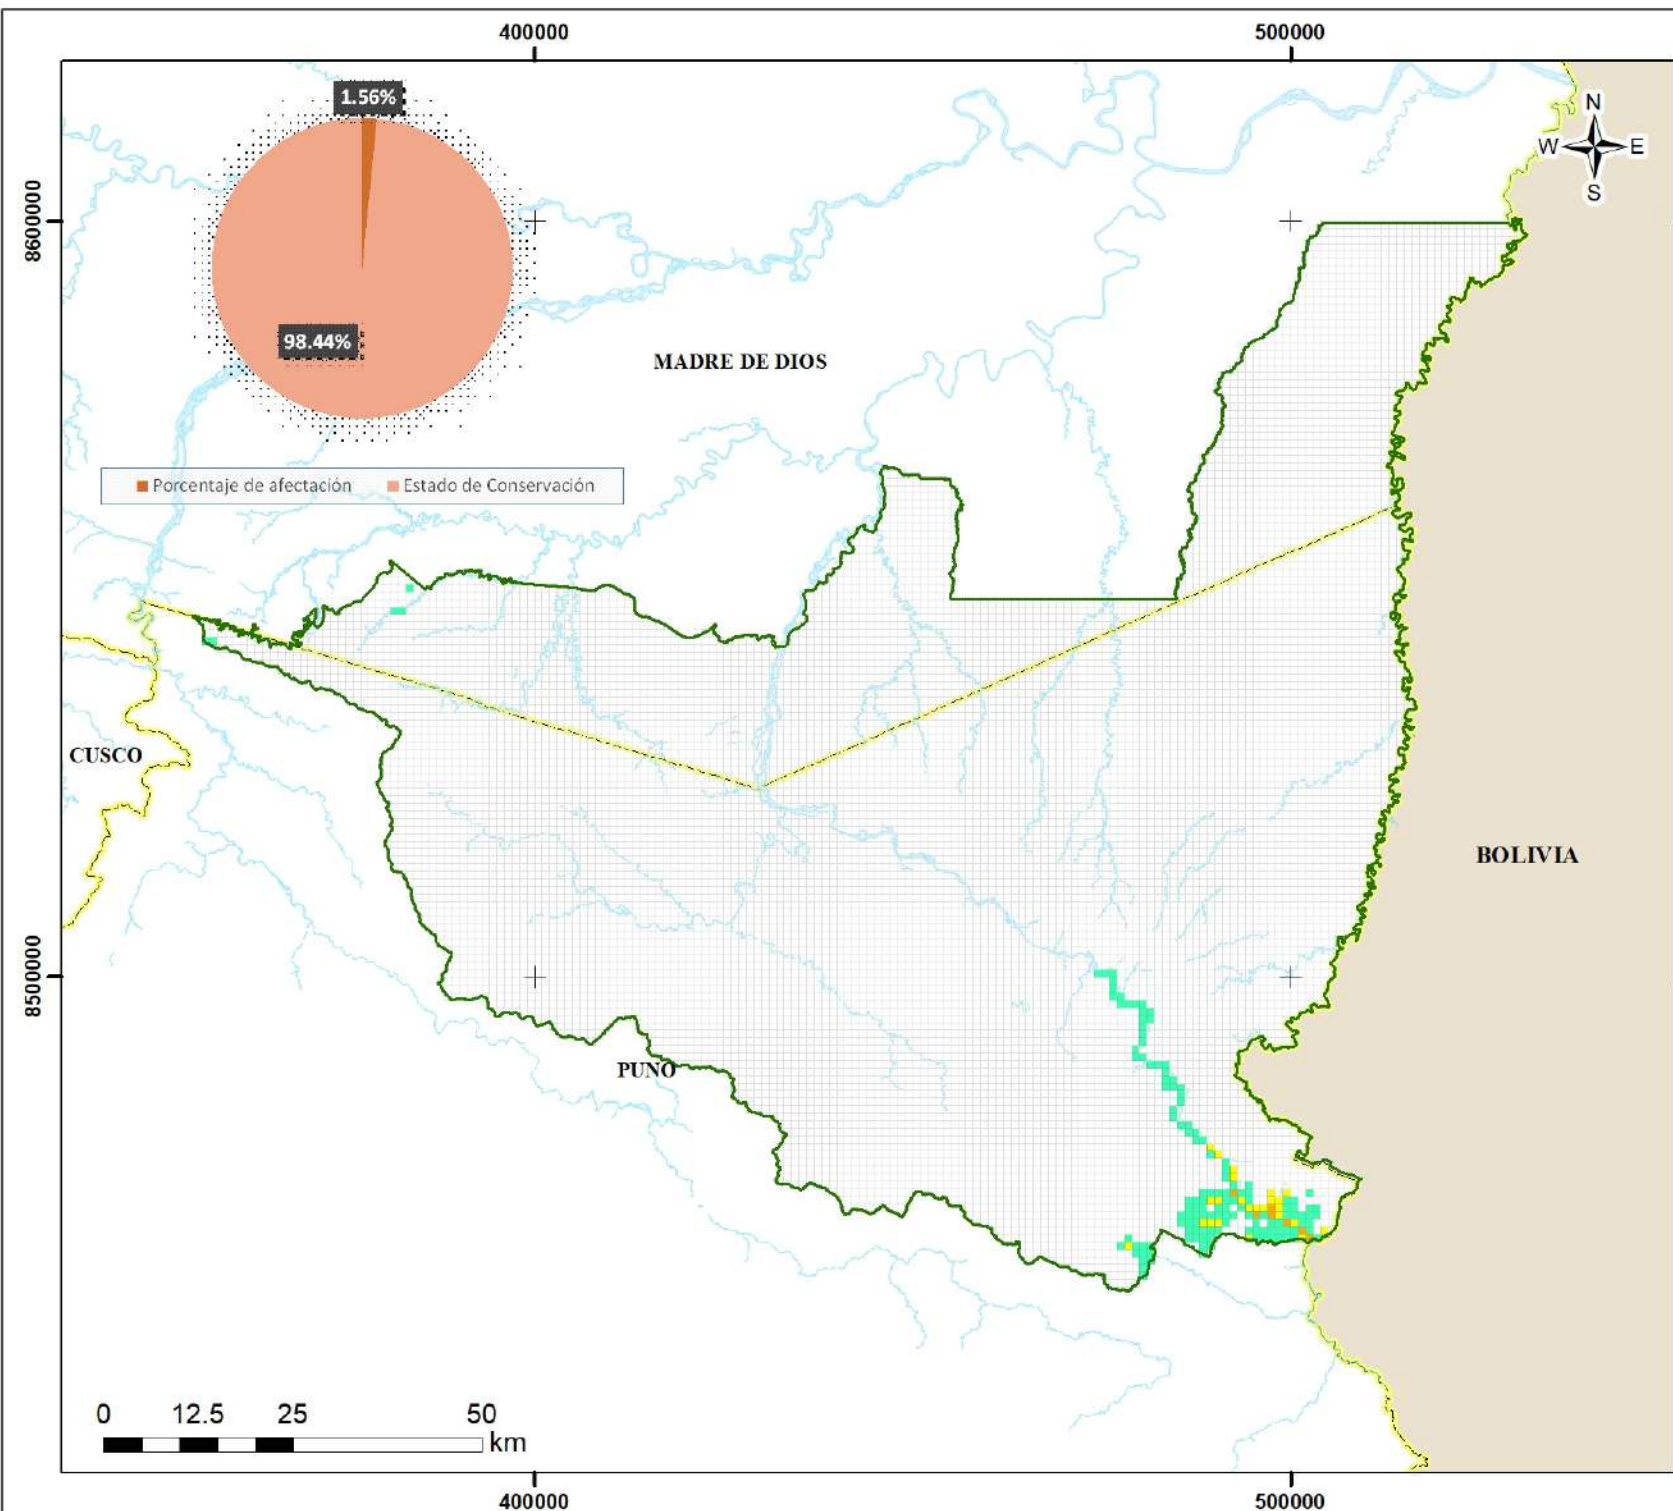 400000 500000
1.56%
N
W E
S
8600000
98.44%
MADRE DE DIOS
Porcentaje de afectación Estado de Conservación
CUSCO
BOLIVIA
8500000
PUNO
0 12.5 25 50
km
400000 500000